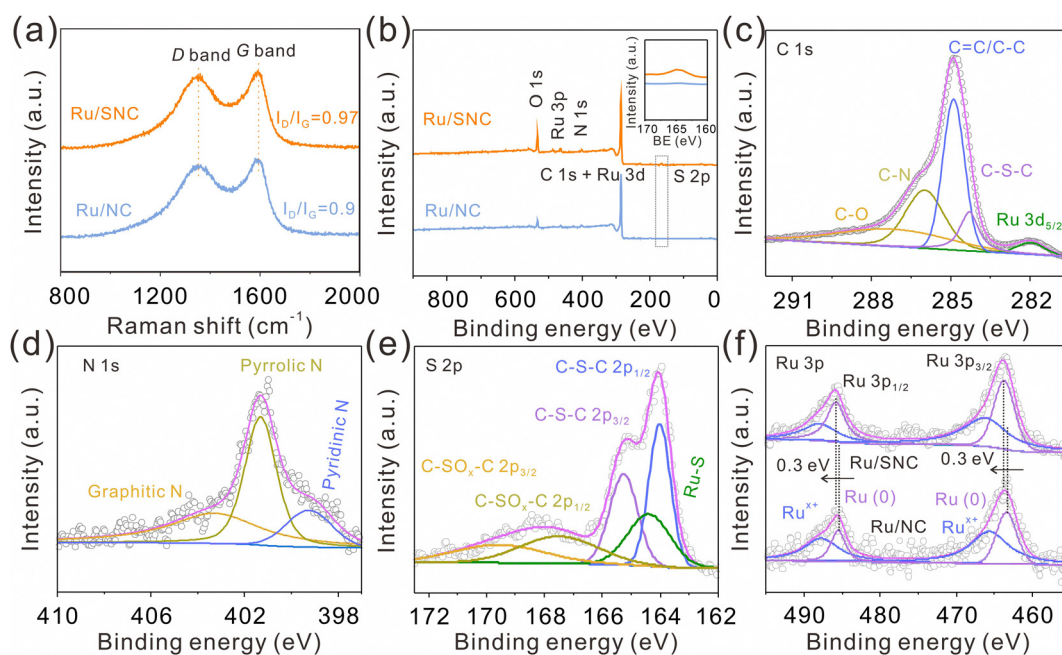 (a)
Intensity (a.u.)
D band
G band
Ru/SNC
I_D/I_G=0.97
Ru/NC
I_D/I_G=0.9
800
1200
1600
2000
Raman shift (cm⁻¹)
(b)
Intensity (a.u.)
Ru/SNC
O 1s
Ru 3p
N 1s
C 1s + Ru 3d
S 2p
Ru/NC
Intensity (a.u.)
170
165
160
BE (eV)
800
600
400
200
0
Binding energy (eV)
(c)
Intensity (a.u.)
C 1s
C=C/C-C
C-N
C-S-C
C-O
Ru 3d₅/₂
291
288
285
282
Binding energy (eV)
(d)
Intensity (a.u.)
N 1s
Pyrrolic N
Graphitic N
Pyridinic N
410
406
402
398
Binding energy (eV)
(e)
Intensity (a.u.)
S 2p
C-S-C 2p₁/₂
C-S-C 2p₃/₂
C-SOₓ-C 2p₃/₂
C-SOₓ-C 2p₁/₂
Ru-S
172
170
168
166
164
162
Binding energy (eV)
(f)
Intensity (a.u.)
Ru 3p
Ru 3p₁/₂
Ru 3p₃/₂
0.3 eV
Ru/SNC
0.3 eV
Ru (0)
Ru (0)
Ruˣ⁺
Ru/NC
Ruˣ⁺
490
480
470
460
Binding energy (eV)